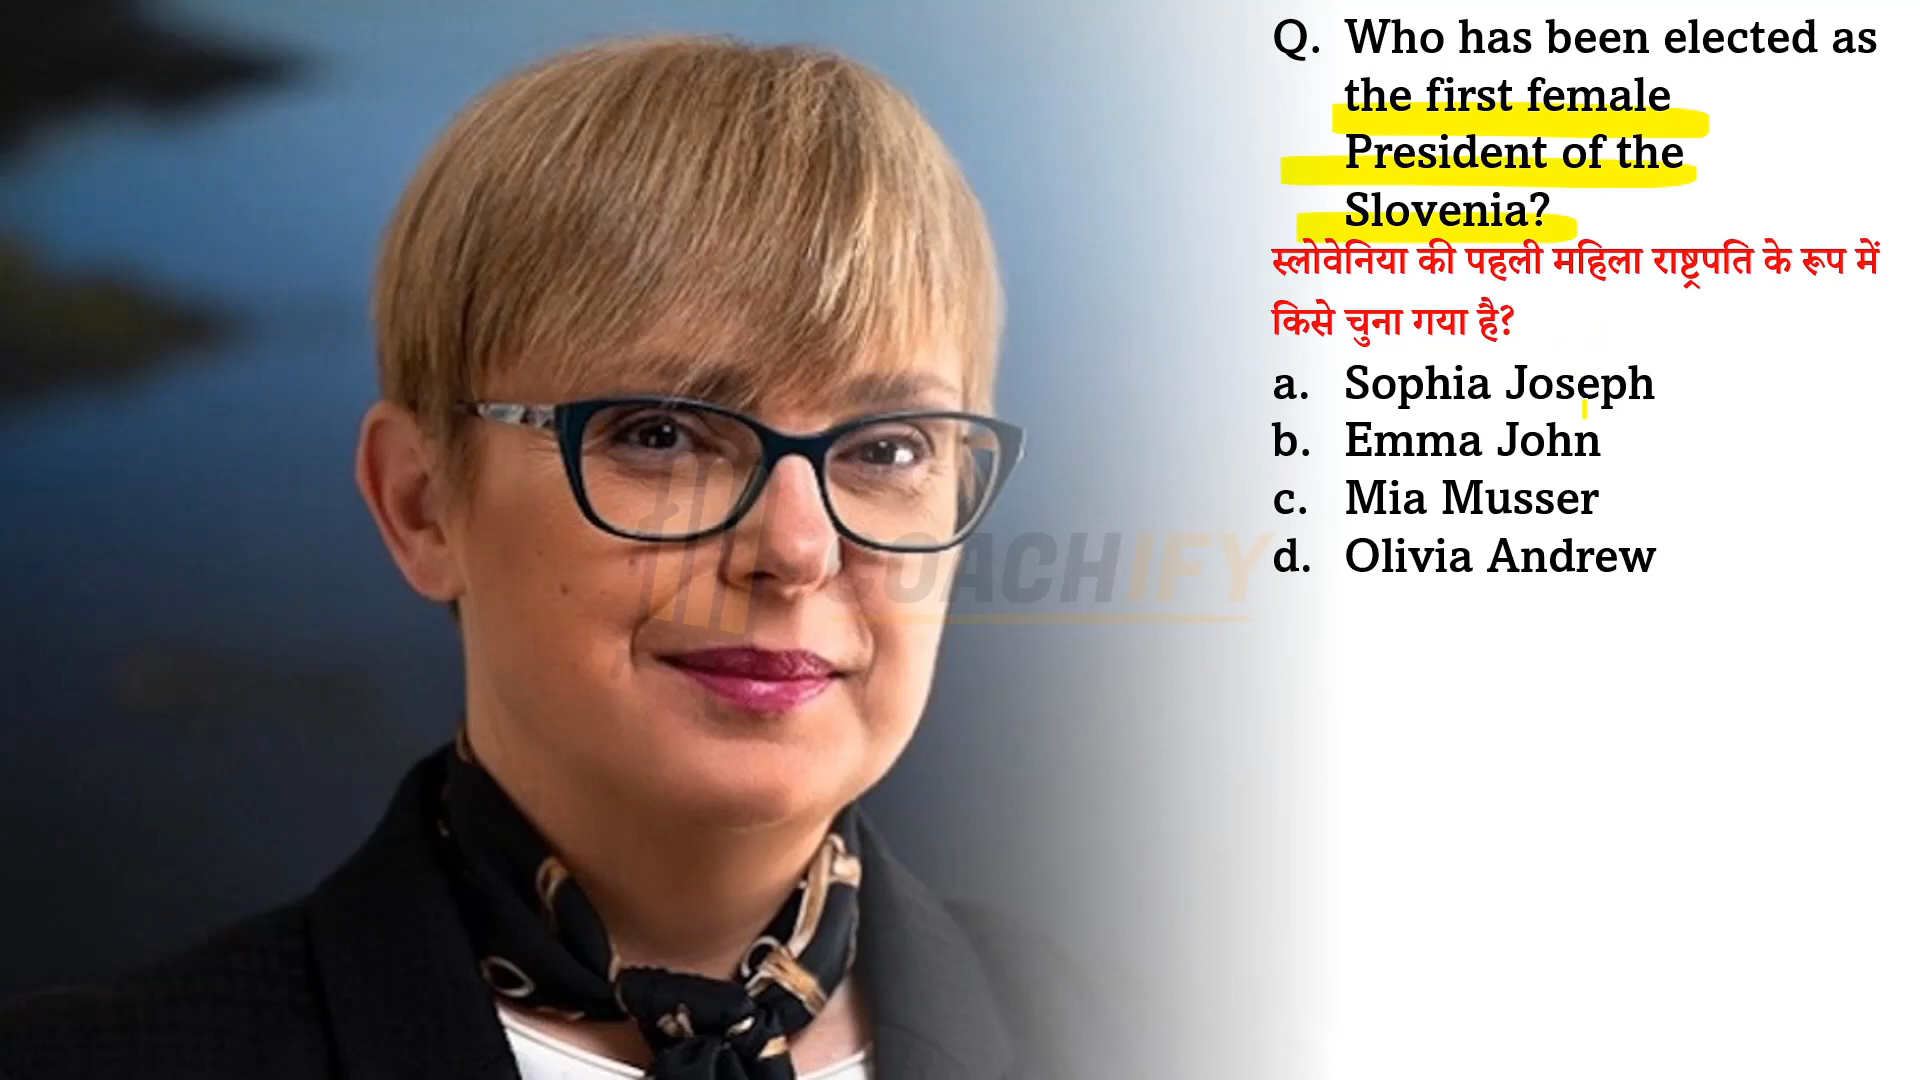 Q. Who has been elected as
the first female
President of the
Slovenia?
स्लोवेनिया की पहली महिला राष्ट्रपति के रूप में
किसे चुना गया है?
a. Sophia Joseph
b. Emma John
c. Mia Musser
d. Olivia Andrew
COACHIFY